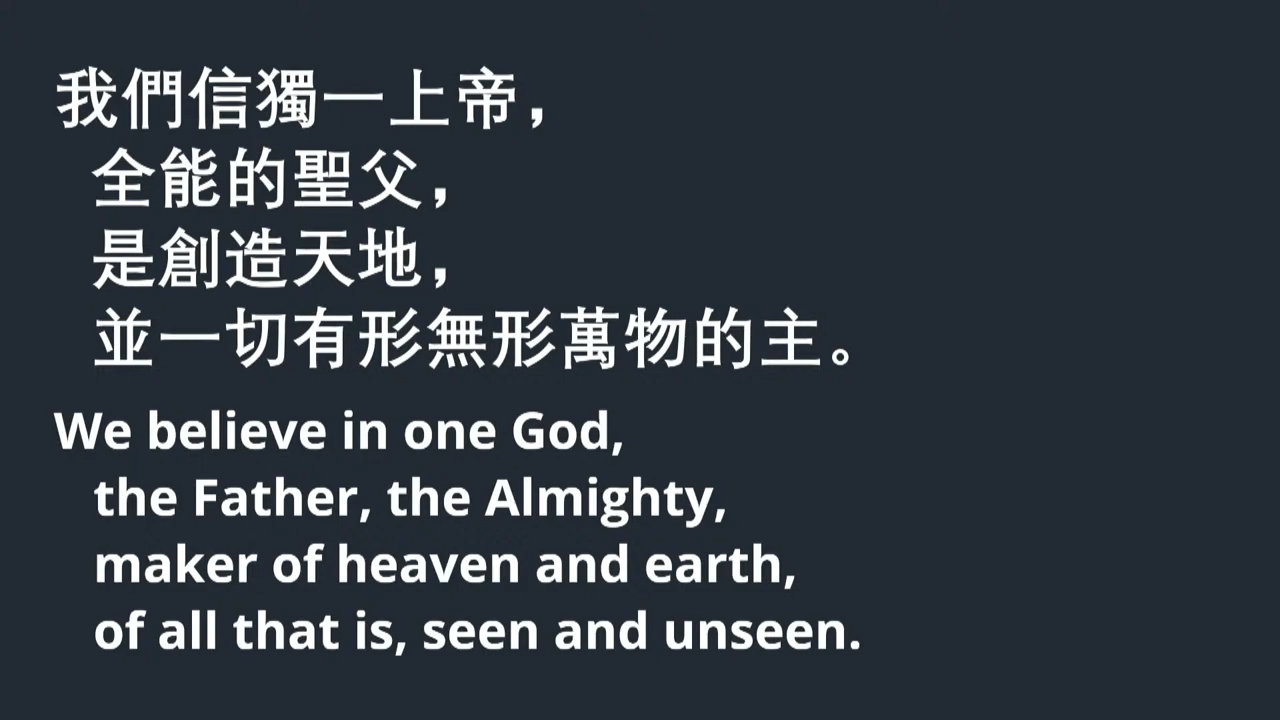 我們信獨一上帝，
全能的聖父，
是創造天地，
並一切有形無形萬物的主。
We believe in one God,
the Father, the Almighty,
maker of heaven and earth,
of all that is, seen and unseen.